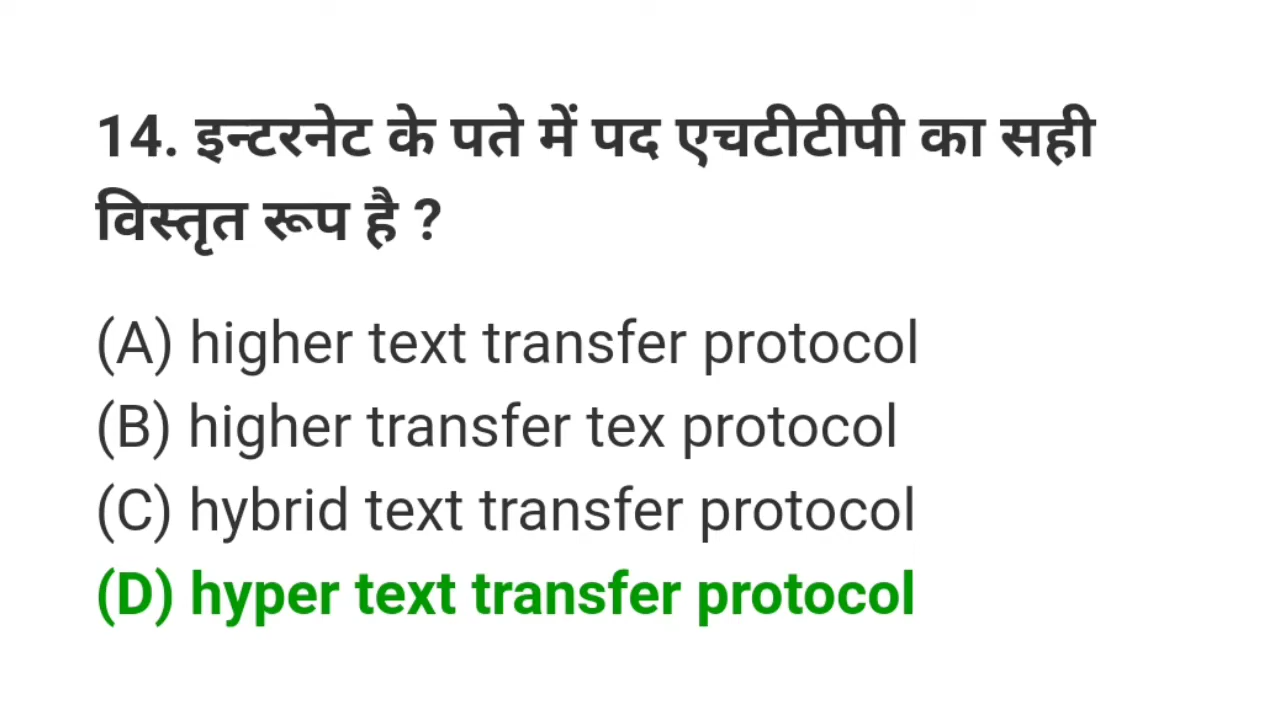 14. इन्टरनेट के पते में पद एचटीटीपी का सही
विस्तृत रूप है ?
(A) higher text transfer protocol
(B) higher transfer tex protocol
(C) hybrid text transfer protocol
(D) hyper text transfer protocol